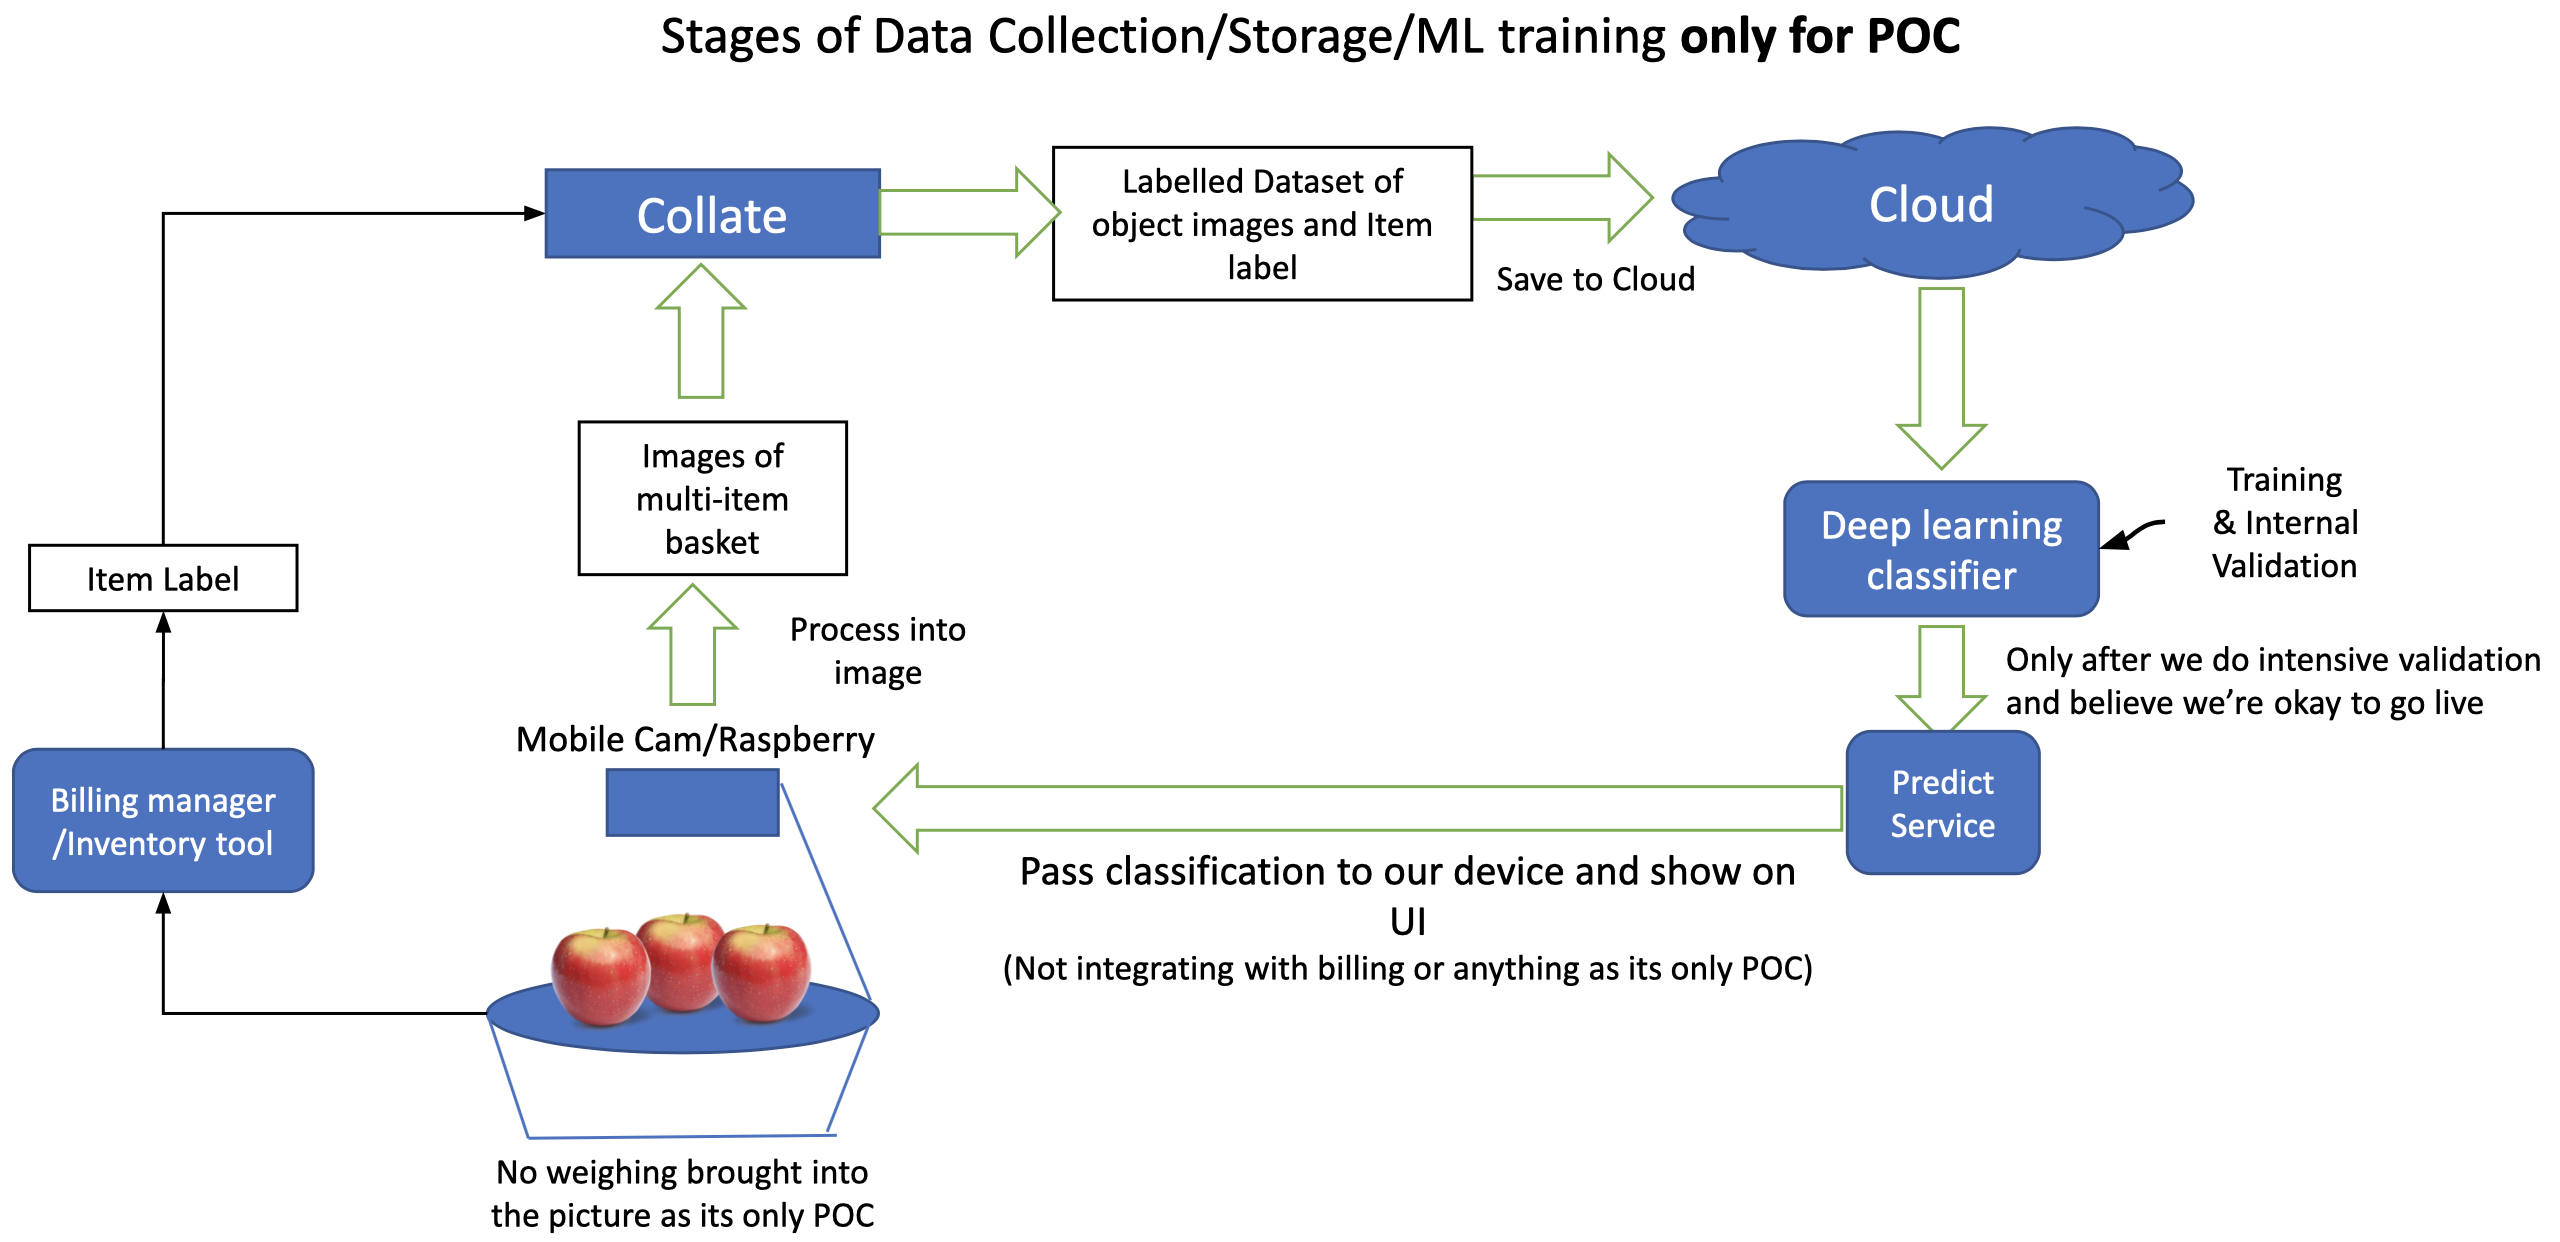 Stages of Data Collection/Storage/ML training only for POC
Collate
Labelled Dataset of
object images and Item
label
Save to Cloud
Cloud
Images of
multi-item
basket
Item Label
Process into
image
Deep learning
classifier
Training
& Internal
Validation
Only after we do intensive validation
and believe we’re okay to go live
Mobile Cam/Raspberry
Billing manager
/Inventory tool
Predict
Service
Pass classification to our device and show on
UI
(Not integrating with billing or anything as its only POC)
No weighing brought into
the picture as its only POC